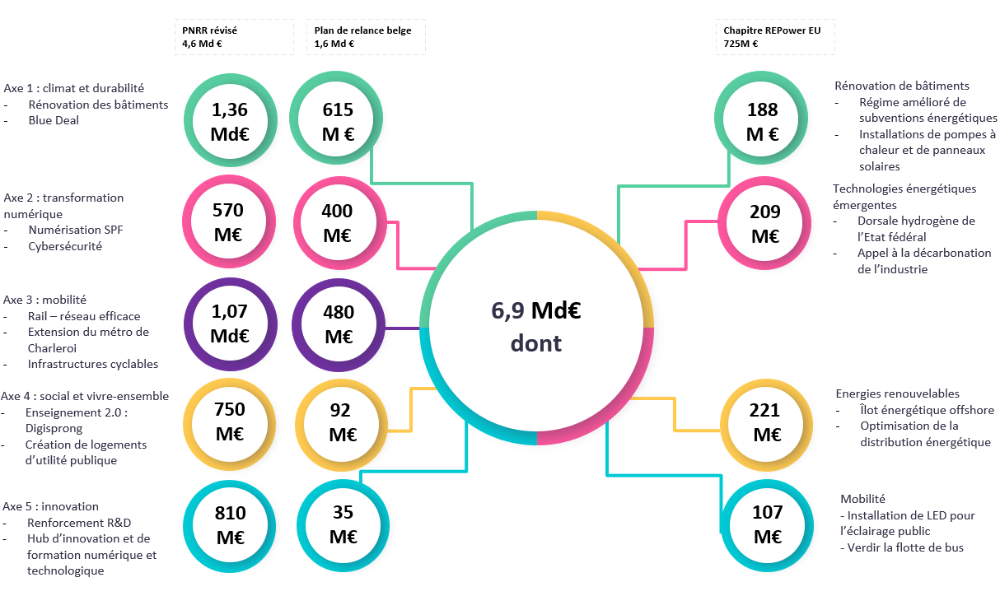 PNRR révisé
4,6 Md €
Plan de relance belge
1,6 Md €
Chapitre REPower EU
725M €
Axe 1 : climat et durabilité
- Rénovation des bâtiments
- Blue Deal
1,36
Md€
615
M €
188
M €
Rénovation de bâtiments
- Régime amélioré de
subventions énergétiques
- Installations de pompes à
chaleur et de panneaux
solaires
Axe 2 : transformation
numérique
- Numérisation SPF
- Cybersécurité
570
M€
400
M€
209
M€
Technologies énergétiques
émergentes
- Dorsale hydrogène de
l’Etat fédéral
- Appel à la décarbonation
de l’industrie
Axe 3 : mobilité
- Rail – réseau efficace
- Extension du métro de
Charleroi
- Infrastructures cyclables
1,07
Md€
480
M€
6,9 Md€
dont
Axe 4 : social et vivre-ensemble
- Enseignement 2.0 :
Digisprong
- Création de logements
d’utilité publique
750
M€
92
M€
221
M€
Energies renouvelables
- Îlot énergétique offshore
- Optimisation de la
distribution énergétique
Axe 5 : innovation
- Renforcement R&D
- Hub d’innovation et de
formation numérique et
technologique
810
M€
35
M€
107
M€
Mobilité
- Installation de LED pour
l’éclairage public
- Verdir la flotte de bus